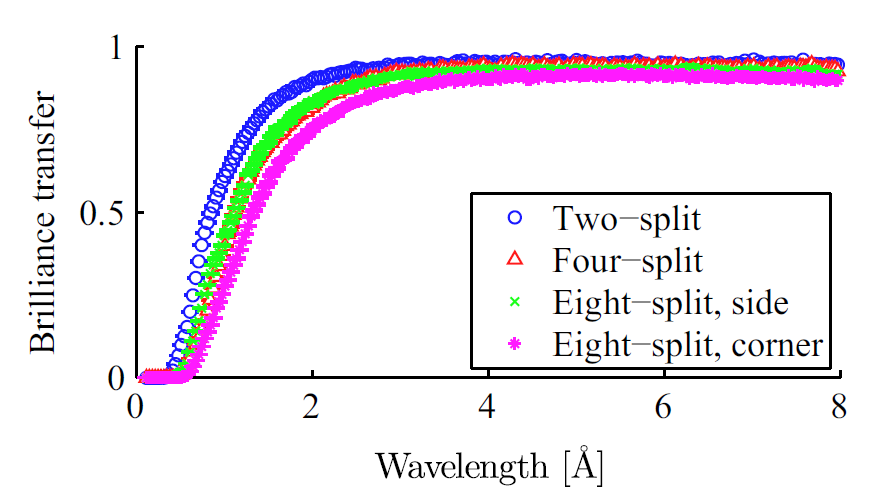 1
0.5
0
Brilliance transfer
Two−split
Four−split
Eight−split, side
Eight−split, corner
0 2 4 6 8
Wavelength [Å]